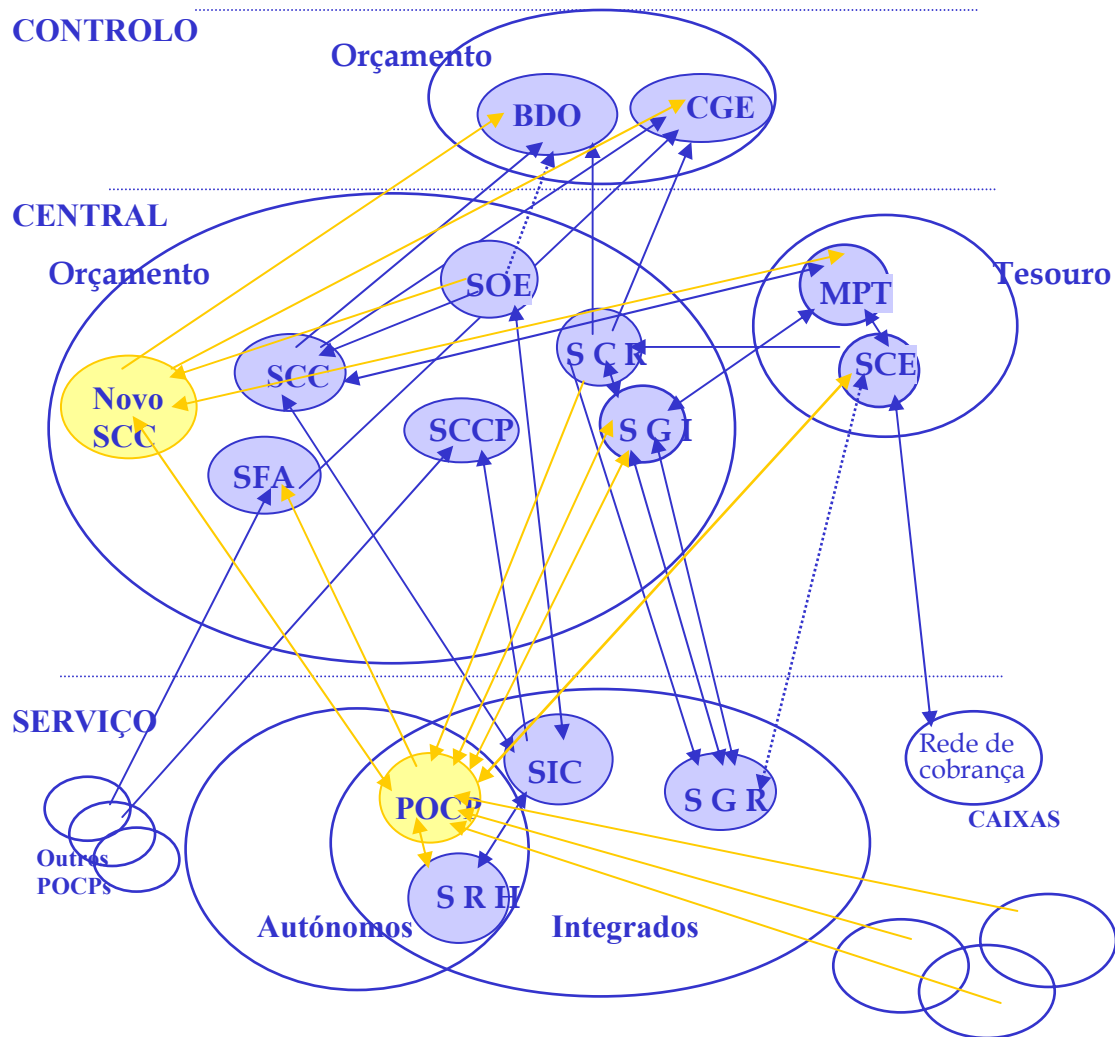 CONTROLO
Orçamento
BDO
CGE
CENTRAL
Orçamento
SOE
MPT
Tesouro
SCC
S C R
SCE
Novo
SCC
SCCP
S G I
SFA
SERVIÇO
SIC
Rede de
cobrança
POCP
S G R
CAIXAS
Outros
POCPs
S R H
Autónomos
Integrados